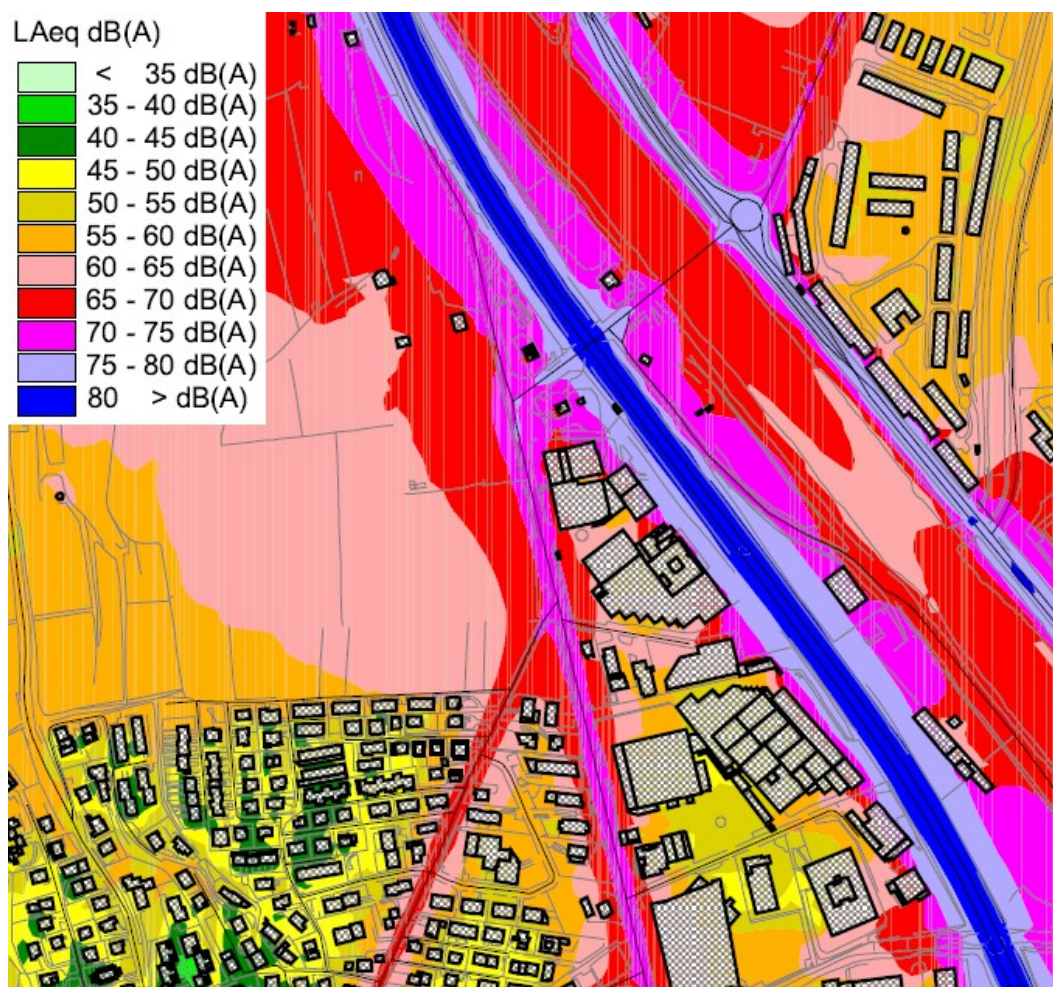 LAeq dB(A)
< 35 dB(A)
35 - 40 dB(A)
40 - 45 dB(A)
45 - 50 dB(A)
50 - 55 dB(A)
55 - 60 dB(A)
60 - 65 dB(A)
65 - 70 dB(A)
70 - 75 dB(A)
75 - 80 dB(A)
80 > dB(A)